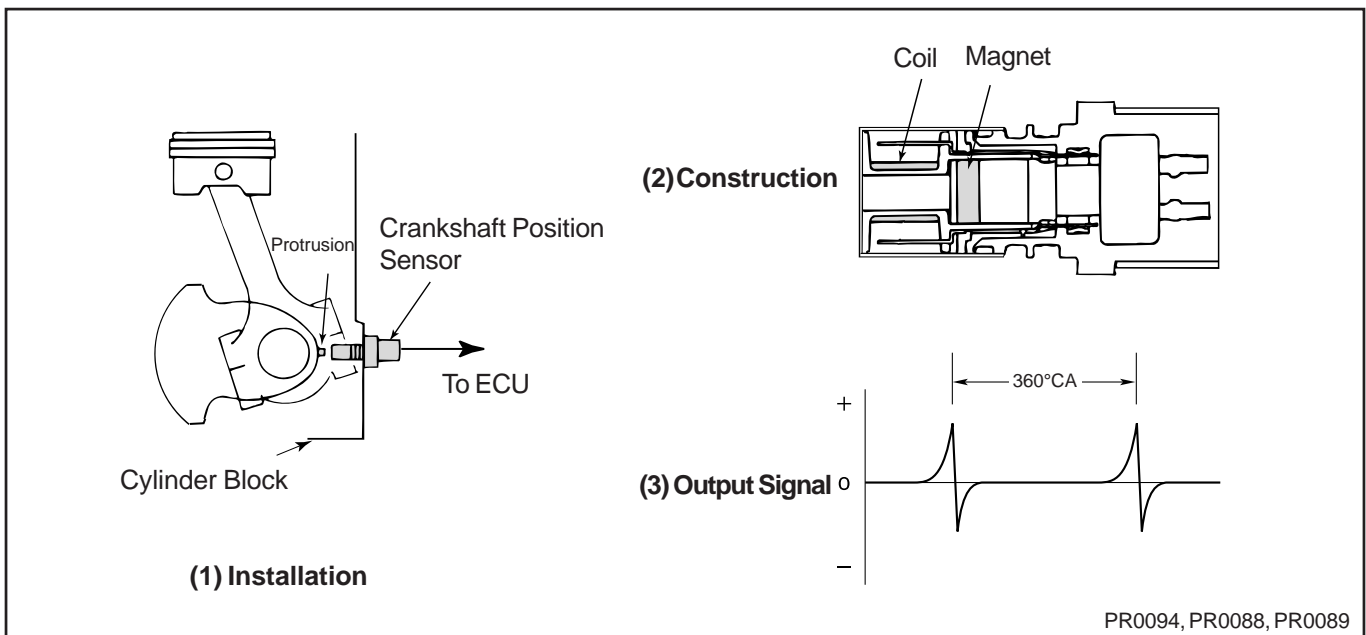 Coil
Magnet
(2) Construction
Protrusion
Crankshaft Position
Sensor
To ECU
Cylinder Block
(1) Installation
360°CA
+
(3) Output Signal
o
–
PR0094, PR0088, PR0089